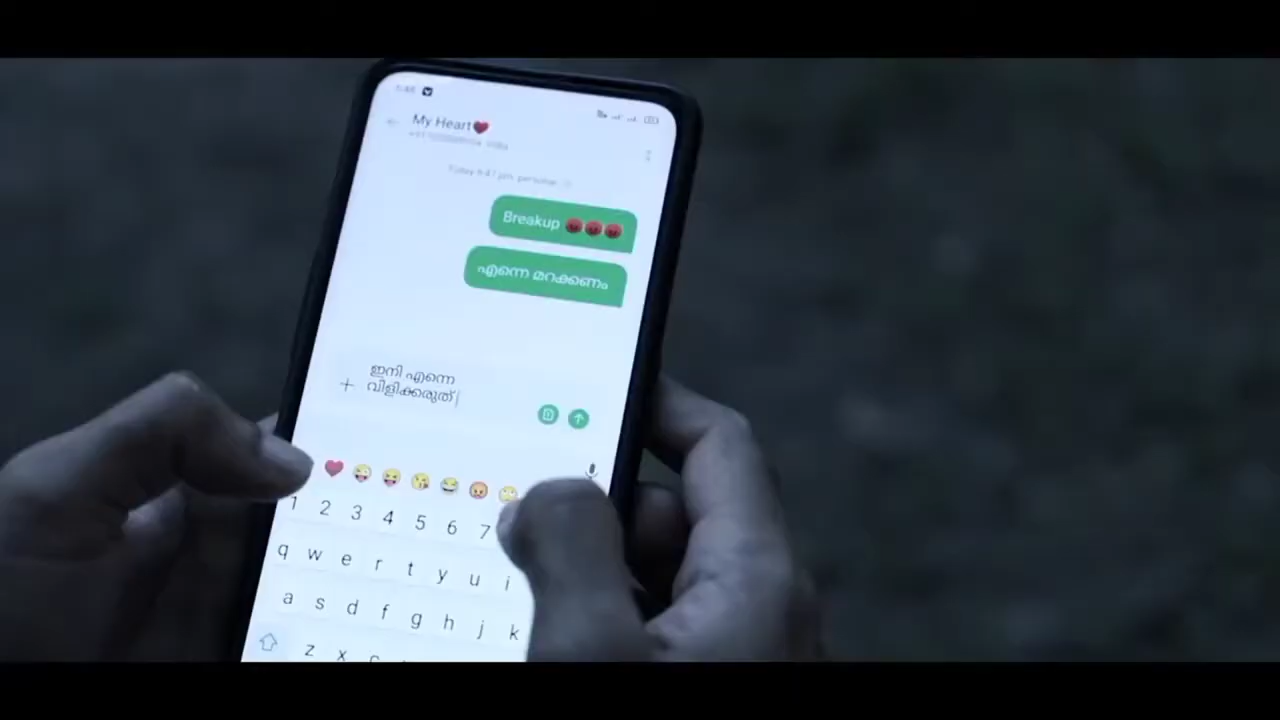 My Heart❤️
Breakup 😡😡😡
എന്നെ മറക്കണം
ഇനി എന്നെ
വിളിക്കരുത്
1 2 3 4 5 6 7
q w e r t y u i
a s d f g h j k
z x c